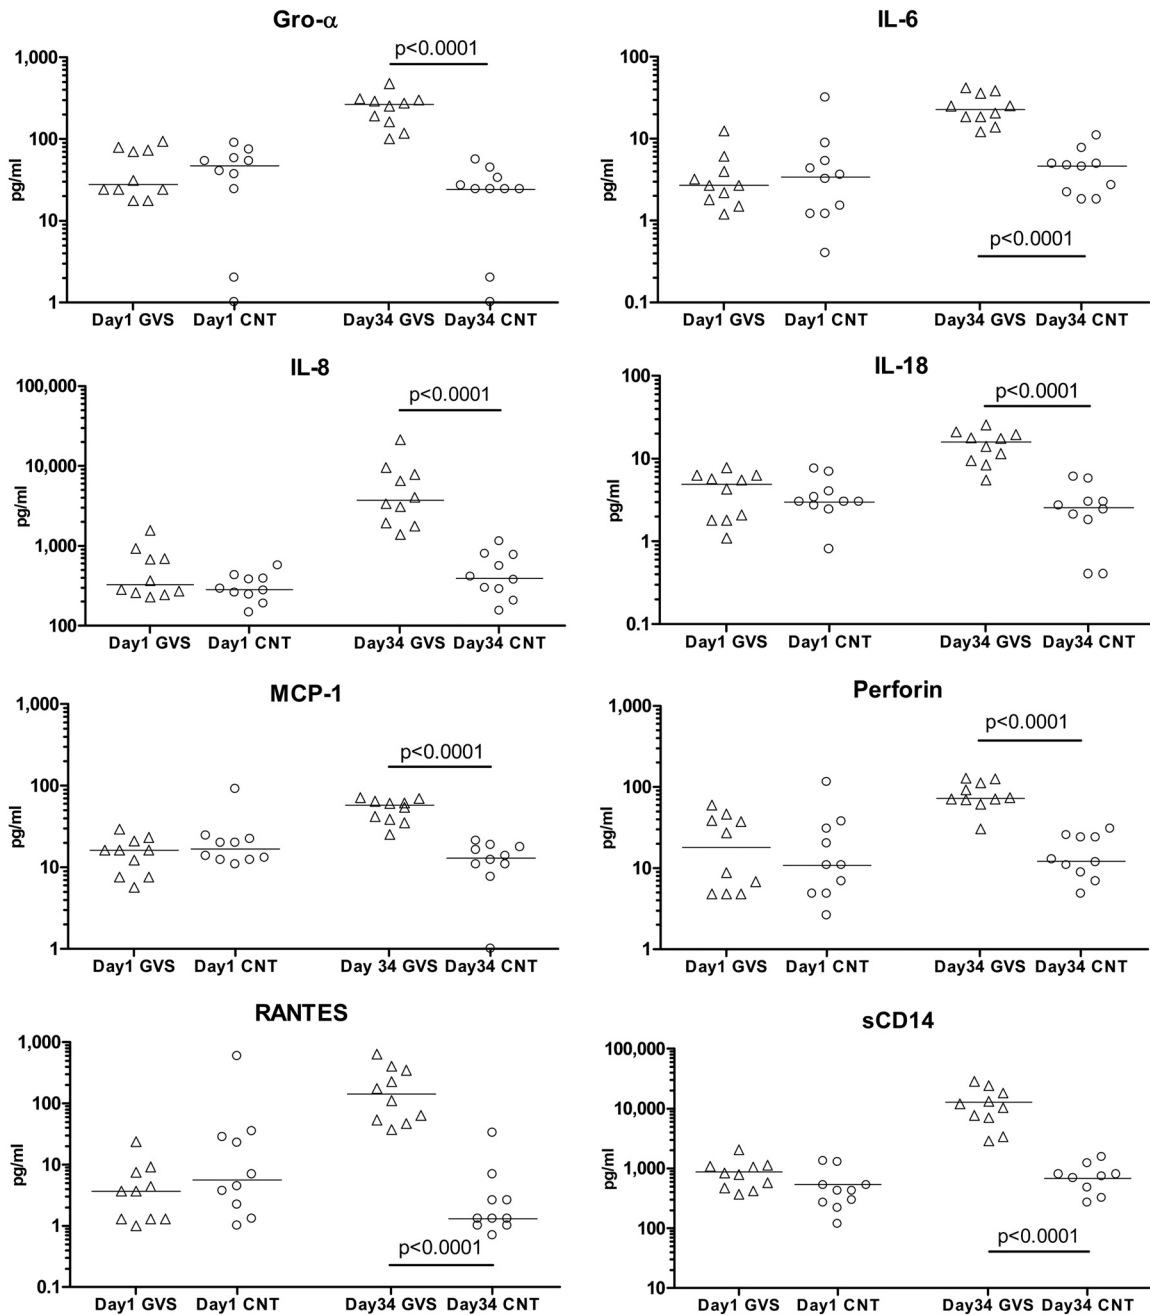 Gro-α
pg/ml
1,000
100
10
1
p<0.0001
Day1 GVS Day1 CNT Day34 GVS Day34 CNT
IL-6
pg/ml
100
10
1
0.1
p<0.0001
Day1 GVS Day1 CNT Day34 GVS Day34 CNT
IL-8
pg/ml
100,000
10,000
1,000
100
p<0.0001
Day1 GVS Day1 CNT Day34 GVS Day34 CNT
IL-18
pg/ml
100
10
1
0.1
p<0.0001
Day1 GVS Day1 CNT Day34 GVS Day34 CNT
MCP-1
pg/ml
1,000
100
10
1
p<0.0001
Day1 GVS Day1 CNT Day 34 GVS Day34 CNT
Perforin
pg/ml
1,000
100
10
1
p<0.0001
Day1 GVS Day1 CNT Day34 GVS Day34 CNT
RANTES
pg/ml
1,000
100
10
1
0.1
p<0.0001
Day1 GVS Day1 CNT Day34 GVS Day34 CNT
sCD14
pg/ml
100,000
10,000
1,000
100
10
p<0.0001
Day1 GVS Day1 CNT Day34 GVS Day34 CNT